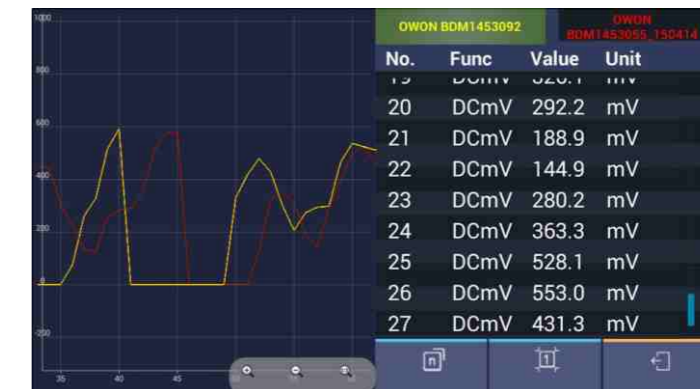 1000
800
600
400
200
0
-200
35 40 45
OWON BDM1453092
OWON
BDM1453055_150414
No. Func Value Unit
20 DCmV 292.2 mV
21 DCmV 188.9 mV
22 DCmV 144.9 mV
23 DCmV 280.2 mV
24 DCmV 363.3 mV
25 DCmV 528.1 mV
26 DCmV 553.0 mV
27 DCmV 431.3 mV
n
1